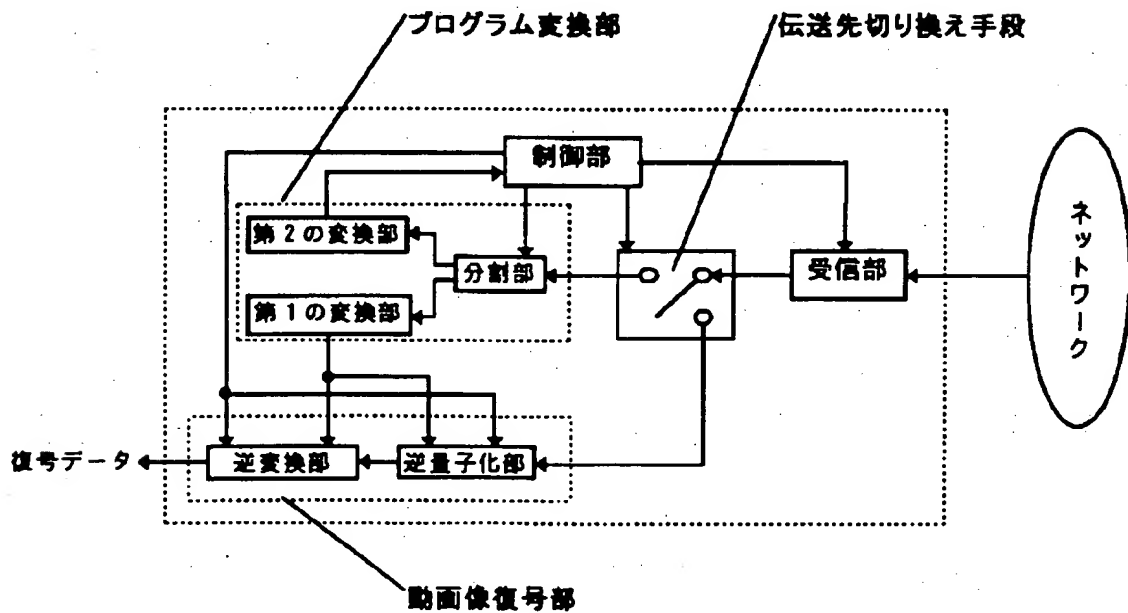 プログラム変換部
伝送先切り換え手段
制御部
第2の変換部
分割部
受信部
ネットワーク
第1の変換部
復号データ
逆変換部
逆量子化部
動画像復号部